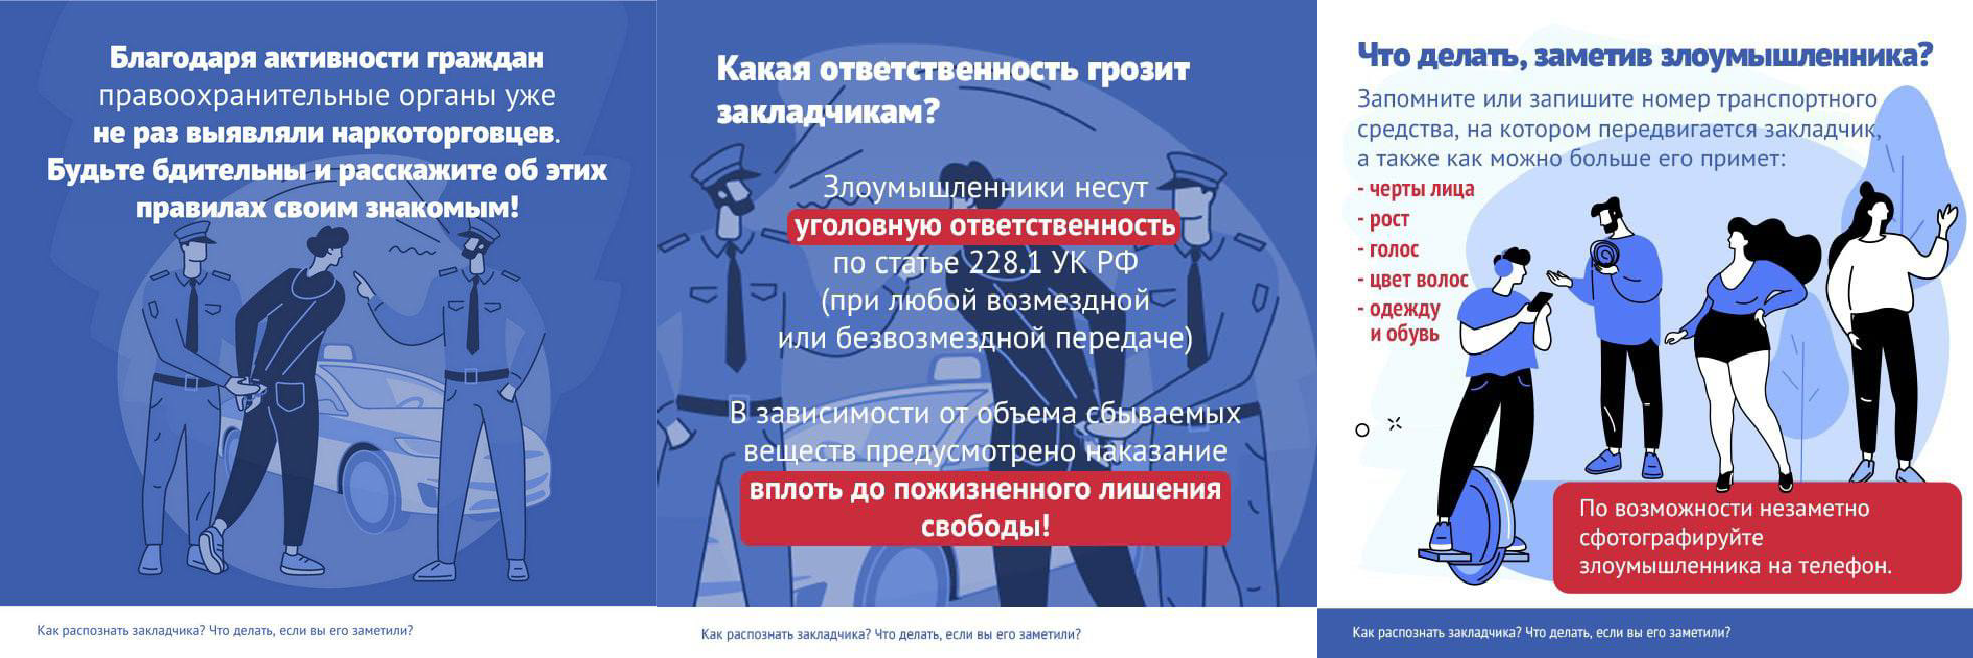 Благодаря активности граждан
правоохранительные органы уже
не раз выявляли наркоторговцев.
Будьте бдительны и расскажите об этих
правилах своим знакомым!
Как распознать закладчика? Что делать, если вы его заметили?
Какая ответственность грозит
закладчикам?
Злоумышленники несут
уголовную ответственность
по статье 228.1 УК РФ
(при любой возмездной
или безвозмездной передаче)
В зависимости от объема сбываемых
веществ предусмотрено наказание
вплоть до пожизненного лишения
свободы!
Как распознать закладчика? Что делать, если вы его заметили?
Что делать, заметив злоумышленника?
Запомните или запишите номер транспортного
средства, на котором передвигается закладчик,
а также как можно больше его примет:
- черты лица
- рост
- голос
- цвет волос
- одежду
и обувь
По возможности незаметно
сфотографируйте
злоумышленника на телефон.
Как распознать закладчика? Что делать, если вы его заметили?